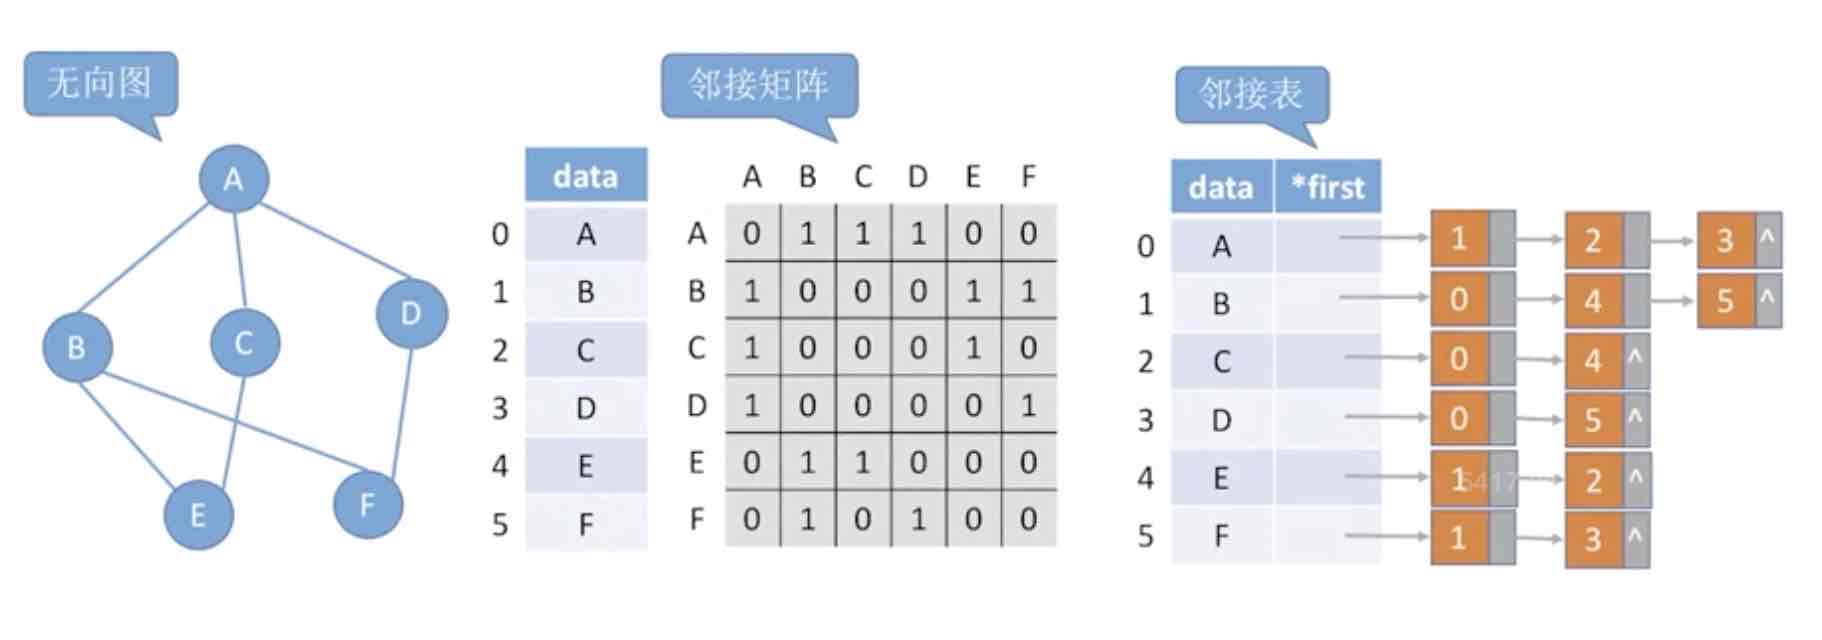 无向图
A
B
C
D
E
F
邻接矩阵
data
0 A
1 B
2 C
3 D
4 E
5 F
A B C D E F
A 0 1 1 1 0 0
B 1 0 0 0 1 1
C 1 0 0 0 1 0
D 1 0 0 0 0 1
E 0 1 1 0 0 0
F 0 1 0 1 0 0
邻接表
data *first
0 A 1 2 3 ^
1 B 0 4 5 ^
2 C 0 4 ^
3 D 0 5 ^
4 E 1 2 ^
5 F 1 3 ^